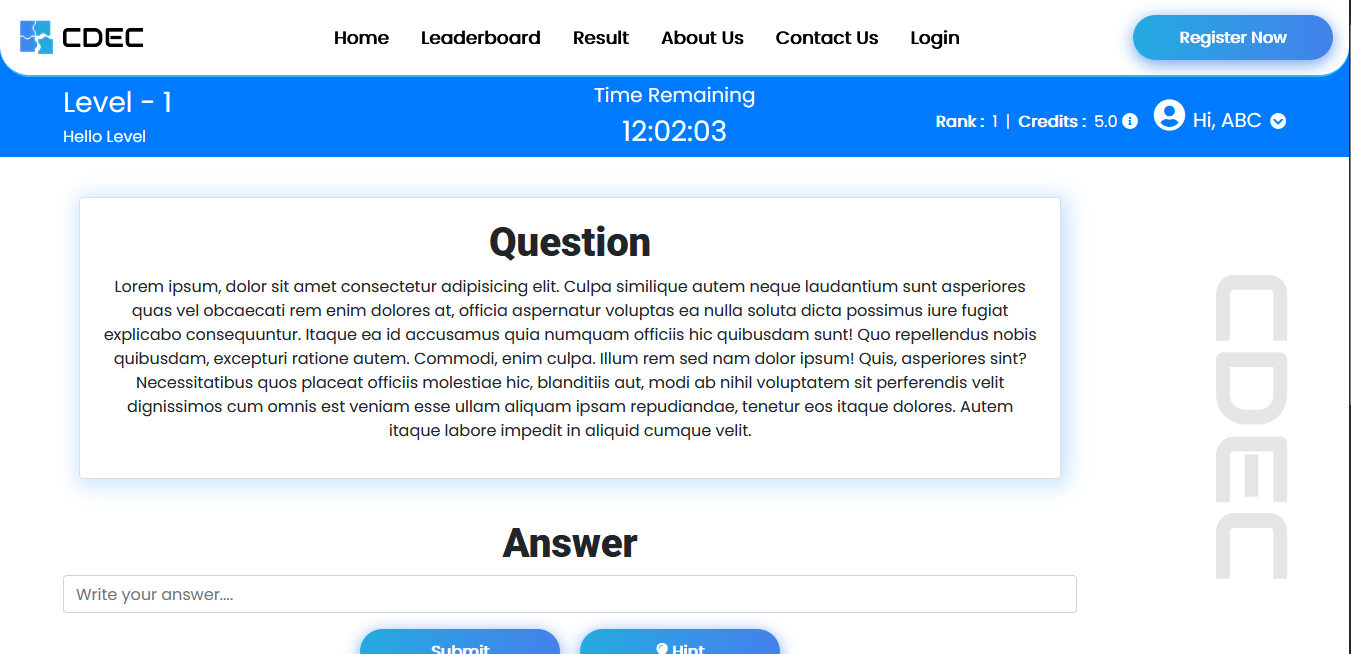 CDEC
Home Leaderboard Result About Us Contact Us Login
Register Now
Level - 1
Hello Level
Time Remaining
12:02:03
Rank : 1 | Credits : 5.0
Hi, ABC
Question
Lorem ipsum, dolor sit amet consectetur adipisicing elit. Culpa similique autem neque laudantium sunt asperiores
quas vel obcaecati rem enim dolores at, officia aspernatur voluptas ea nulla soluta dicta possimus iure fugiat
explicabo consequuntur. Itaque ea id accusamus quia numquam officiis hic quibusdam sunt! Quo repellendus nobis
quibusdam, excepturi ratione autem. Commodi, enim culpa. Illum rem sed nam dolor ipsum! Quis, asperiores sint?
Necessitatibus quos placeat officiis molestiae hic, blanditiis aut, modi ab nihil voluptatem sit perferendis velit
dignissimos cum omnis est veniam esse ullam aliquam ipsam repudiandae, tenetur eos itaque dolores. Autem
itaque labore impedit in aliquid cumque velit.
CDEC
Answer
Write your answer....
Submit
Hint